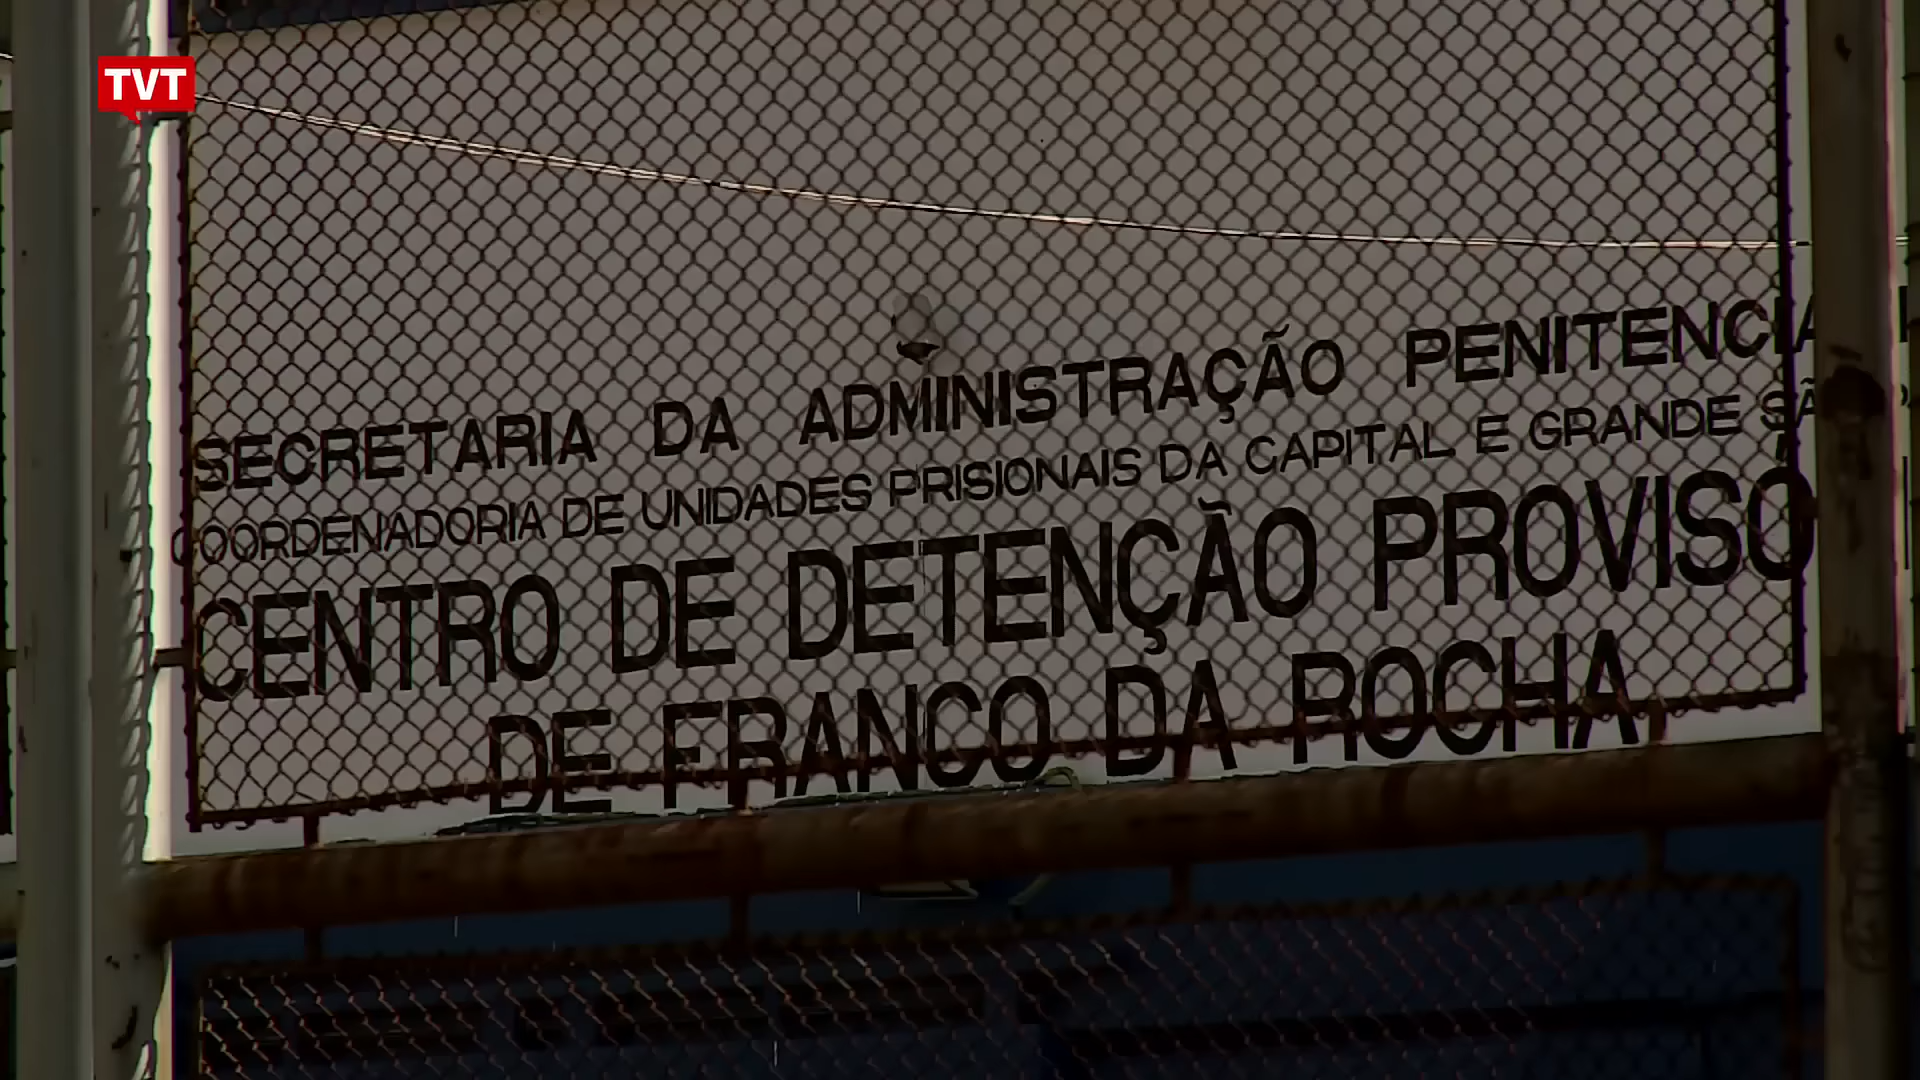 TVT
SECRETARIA DA ADMINISTRAÇÃO PENITENCIA
COORDENADORIA DE UNIDADES PRISIONAIS DA CAPITAL E GRANDE SÃ
CENTRO DE DETENÇÃO PROVISÓ
DE FRANCO DA ROCHA